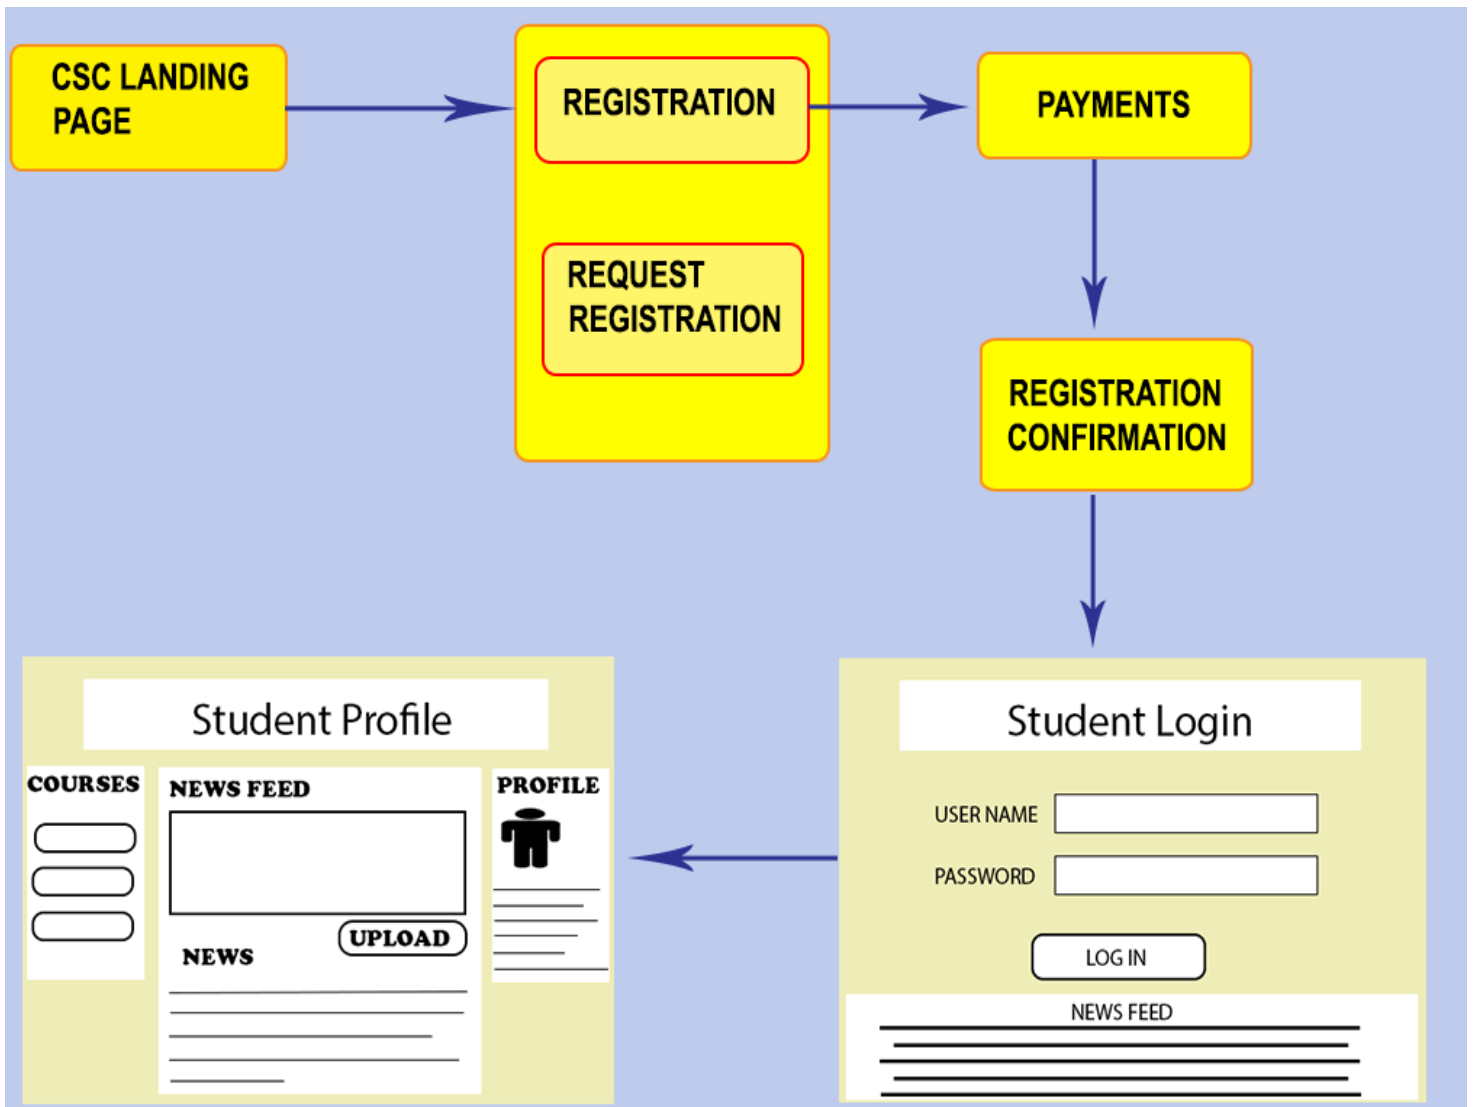 CSC LANDING
PAGE
REGISTRATION
REQUEST
REGISTRATION
PAYMENTS
REGISTRATION
CONFIRMATION
Student Login
USER NAME
PASSWORD
LOG IN
NEWS FEED
Student Profile
COURSES
NEWS FEED
UPLOAD
NEWS
PROFILE